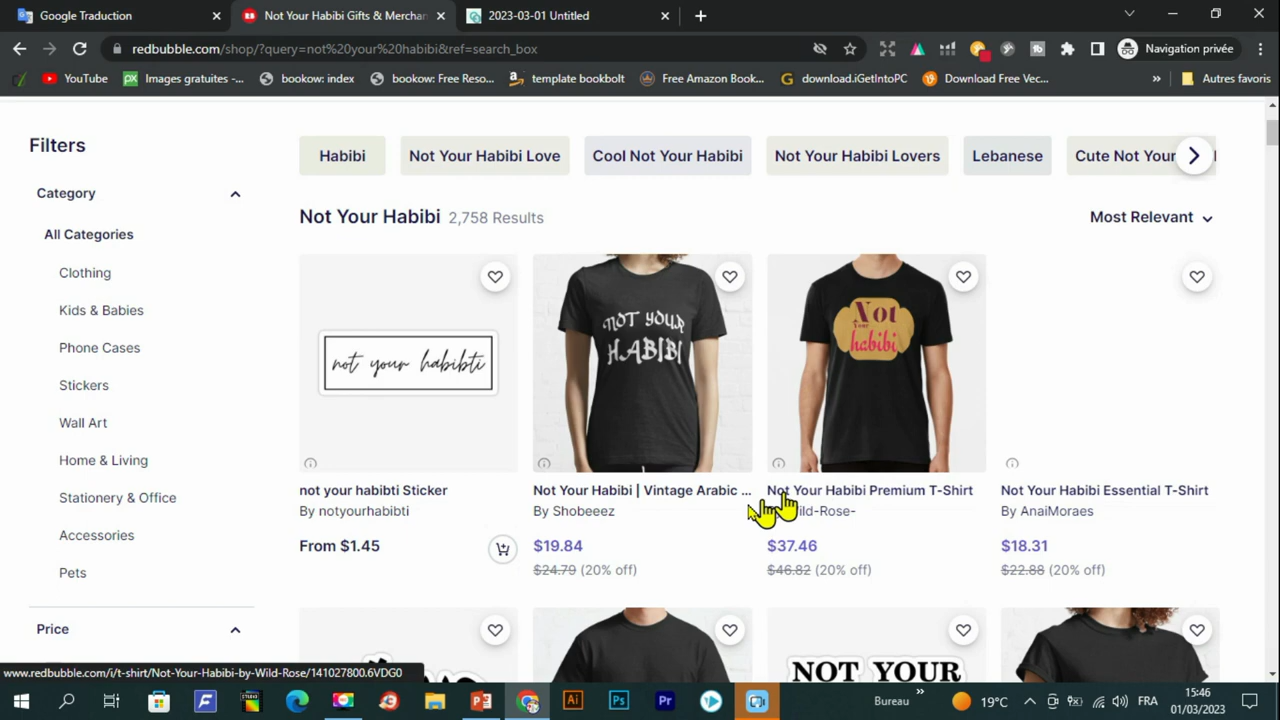 Google Traduction
Not Your Habibi Gifts & Merchan
2023-03-01 Untitled
redbubble.com/shop/?query=not%20your%20habibi&ref=search_box
Navigation privée
YouTube
Images gratuites -...
bookow: index
bookow: Free Reso...
template bookbolt
Free Amazon Book...
download.iGetIntoPC
Download Free Vec...
Autres favoris
Filters
Habibi
Not Your Habibi Love
Cool Not Your Habibi
Not Your Habibi Lovers
Lebanese
Cute Not Your
Category
Not Your Habibi 2,758 Results
Most Relevant
All Categories
Clothing
Kids & Babies
Phone Cases
Stickers
Wall Art
Home & Living
Stationery & Office
Accessories
Pets
Price
not your habibti
NOT YOUR
HABIBI
Not
Your
habibi
not your habibti Sticker
By notyourhabibti
From $1.45
Not Your Habibi | Vintage Arabic ...
By Shobeeez
$19.84
$24.79 (20% off)
Not Your Habibi Premium T-Shirt
ild-Rose-
$37.46
$46.82 (20% off)
Not Your Habibi Essential T-Shirt
By AnaiMoraes
$18.31
$22.88 (20% off)
NOT YOUR
www.redbubble.com/i/t-shirt/Not-Your-Habibi-by-Wild-Rose/141027800.6VDG0
Bureau
19°C
FRA
15:46
01/03/2023